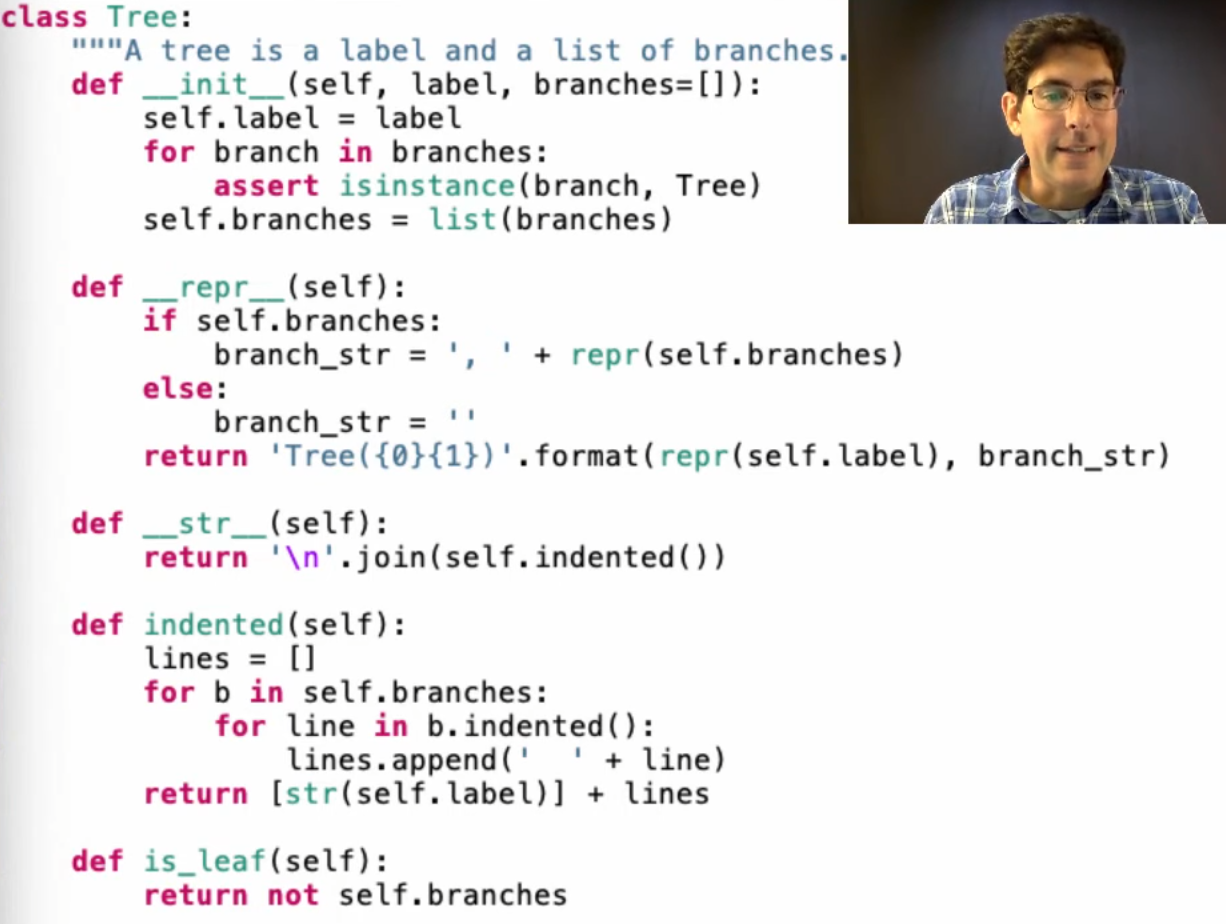 class Tree:
    """A tree is a label and a list of branches.
    def __init__(self, label, branches=[]):
        self.label = label
        for branch in branches:
            assert isinstance(branch, Tree)
        self.branches = list(branches)

    def __repr__(self):
        if self.branches:
            branch_str = ', ' + repr(self.branches)
        else:
            branch_str = ''
        return 'Tree({0}{1})'.format(repr(self.label), branch_str)

    def __str__(self):
        return '\n'.join(self.indented())

    def indented(self):
        lines = []
        for b in self.branches:
            for line in b.indented():
                lines.append('  ' + line)
        return [str(self.label)] + lines

    def is_leaf(self):
        return not self.branches